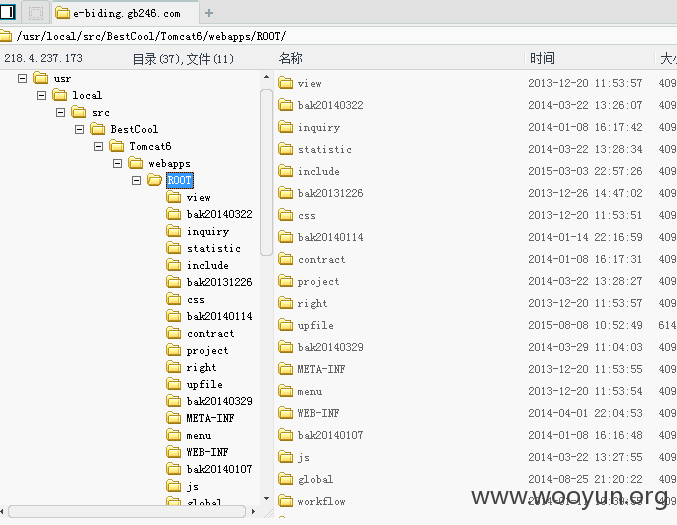 e-biding.gb246.com
/usr/local/src/BestCool/Tomcat6/webapps/ROOT/
218.4.237.173 目录(37),文件(11) 名称 时间
usr
local
src
BestCool
Tomcat6
webapps
ROOT
view
bak20140322
inquiry
statistic
include
bak20131226
css
bak20140114
contract
project
right
upfile
bak20140329
META-INF
menu
WEB-INF
bak20140107
js
global
view 2013-12-20 11:53:57 409
bak20140322 2014-03-22 13:26:07 409
inquiry 2014-01-08 16:17:42 409
statistic 2014-03-22 13:28:34 409
include 2015-03-03 22:57:26 409
bak20131226 2013-12-26 14:47:02 409
css 2013-12-20 11:53:51 409
bak20140114 2014-01-14 22:16:59 409
contract 2014-01-08 16:17:31 409
project 2014-03-22 13:28:27 409
right 2013-12-20 11:53:57 409
upfile 2015-08-08 10:52:49 614
bak20140329 2014-03-29 11:04:03 409
META-INF 2013-12-20 11:53:55 409
menu 2013-12-20 11:53:54 409
WEB-INF 2014-04-01 22:04:53 409
bak20140107 2014-01-08 16:16:48 409
js 2014-03-22 13:27:55 409
global 2014-08-25 21:20:22 409
workflow
www.wooyun.org